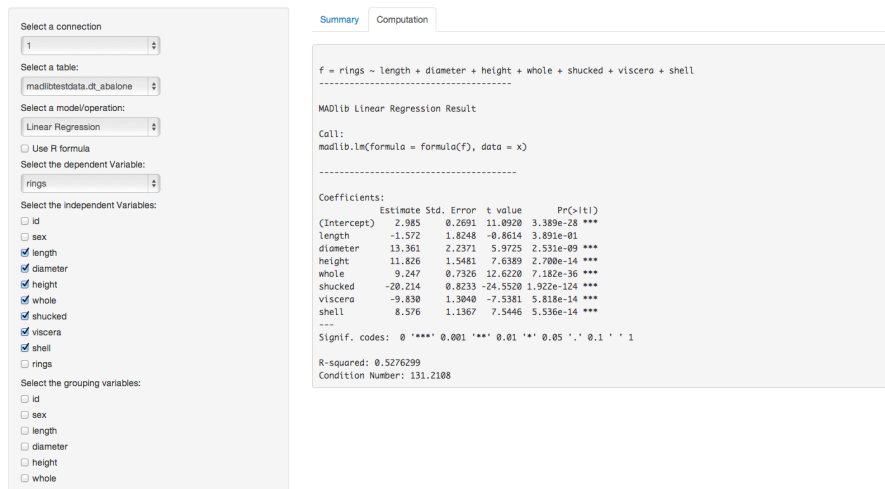 Select a connection
1
Select a table:
madlibtestdata.dt_abalone
Select a model/operation:
Linear Regression
Use R formula
Select the dependent Variable:
rings
Select the independent Variables:
id
sex
length
diameter
height
whole
shucked
viscera
shell
rings
Select the grouping variables:
id
sex
length
diameter
height
whole
Summary Computation
f = rings ~ length + diameter + height + whole + shucked + viscera + shell
---------------------------------------
MADlib Linear Regression Result
Call:
madlib.lm(formula = formula(f), data = x)
----------------------------------------
Coefficients:
Estimate Std. Error t value Pr(>|t|)
(Intercept) 2.985 0.2691 11.0920 3.389e-28 ***
length -1.572 1.8248 -0.8614 3.891e-01
diameter 13.361 2.2371 5.9725 2.531e-09 ***
height 11.826 1.5481 7.6389 2.700e-14 ***
whole 9.247 0.7326 12.6220 7.182e-36 ***
shucked -20.214 0.8233 -24.5520 1.922e-124 ***
viscera -9.830 1.3040 -7.5381 5.818e-14 ***
shell 8.576 1.1367 7.5446 5.536e-14 ***
---
Signif. codes: 0 '***' 0.001 '**' 0.01 '*' 0.05 '.' 0.1 ' ' 1
R-squared: 0.5276299
Condition Number: 131.2108